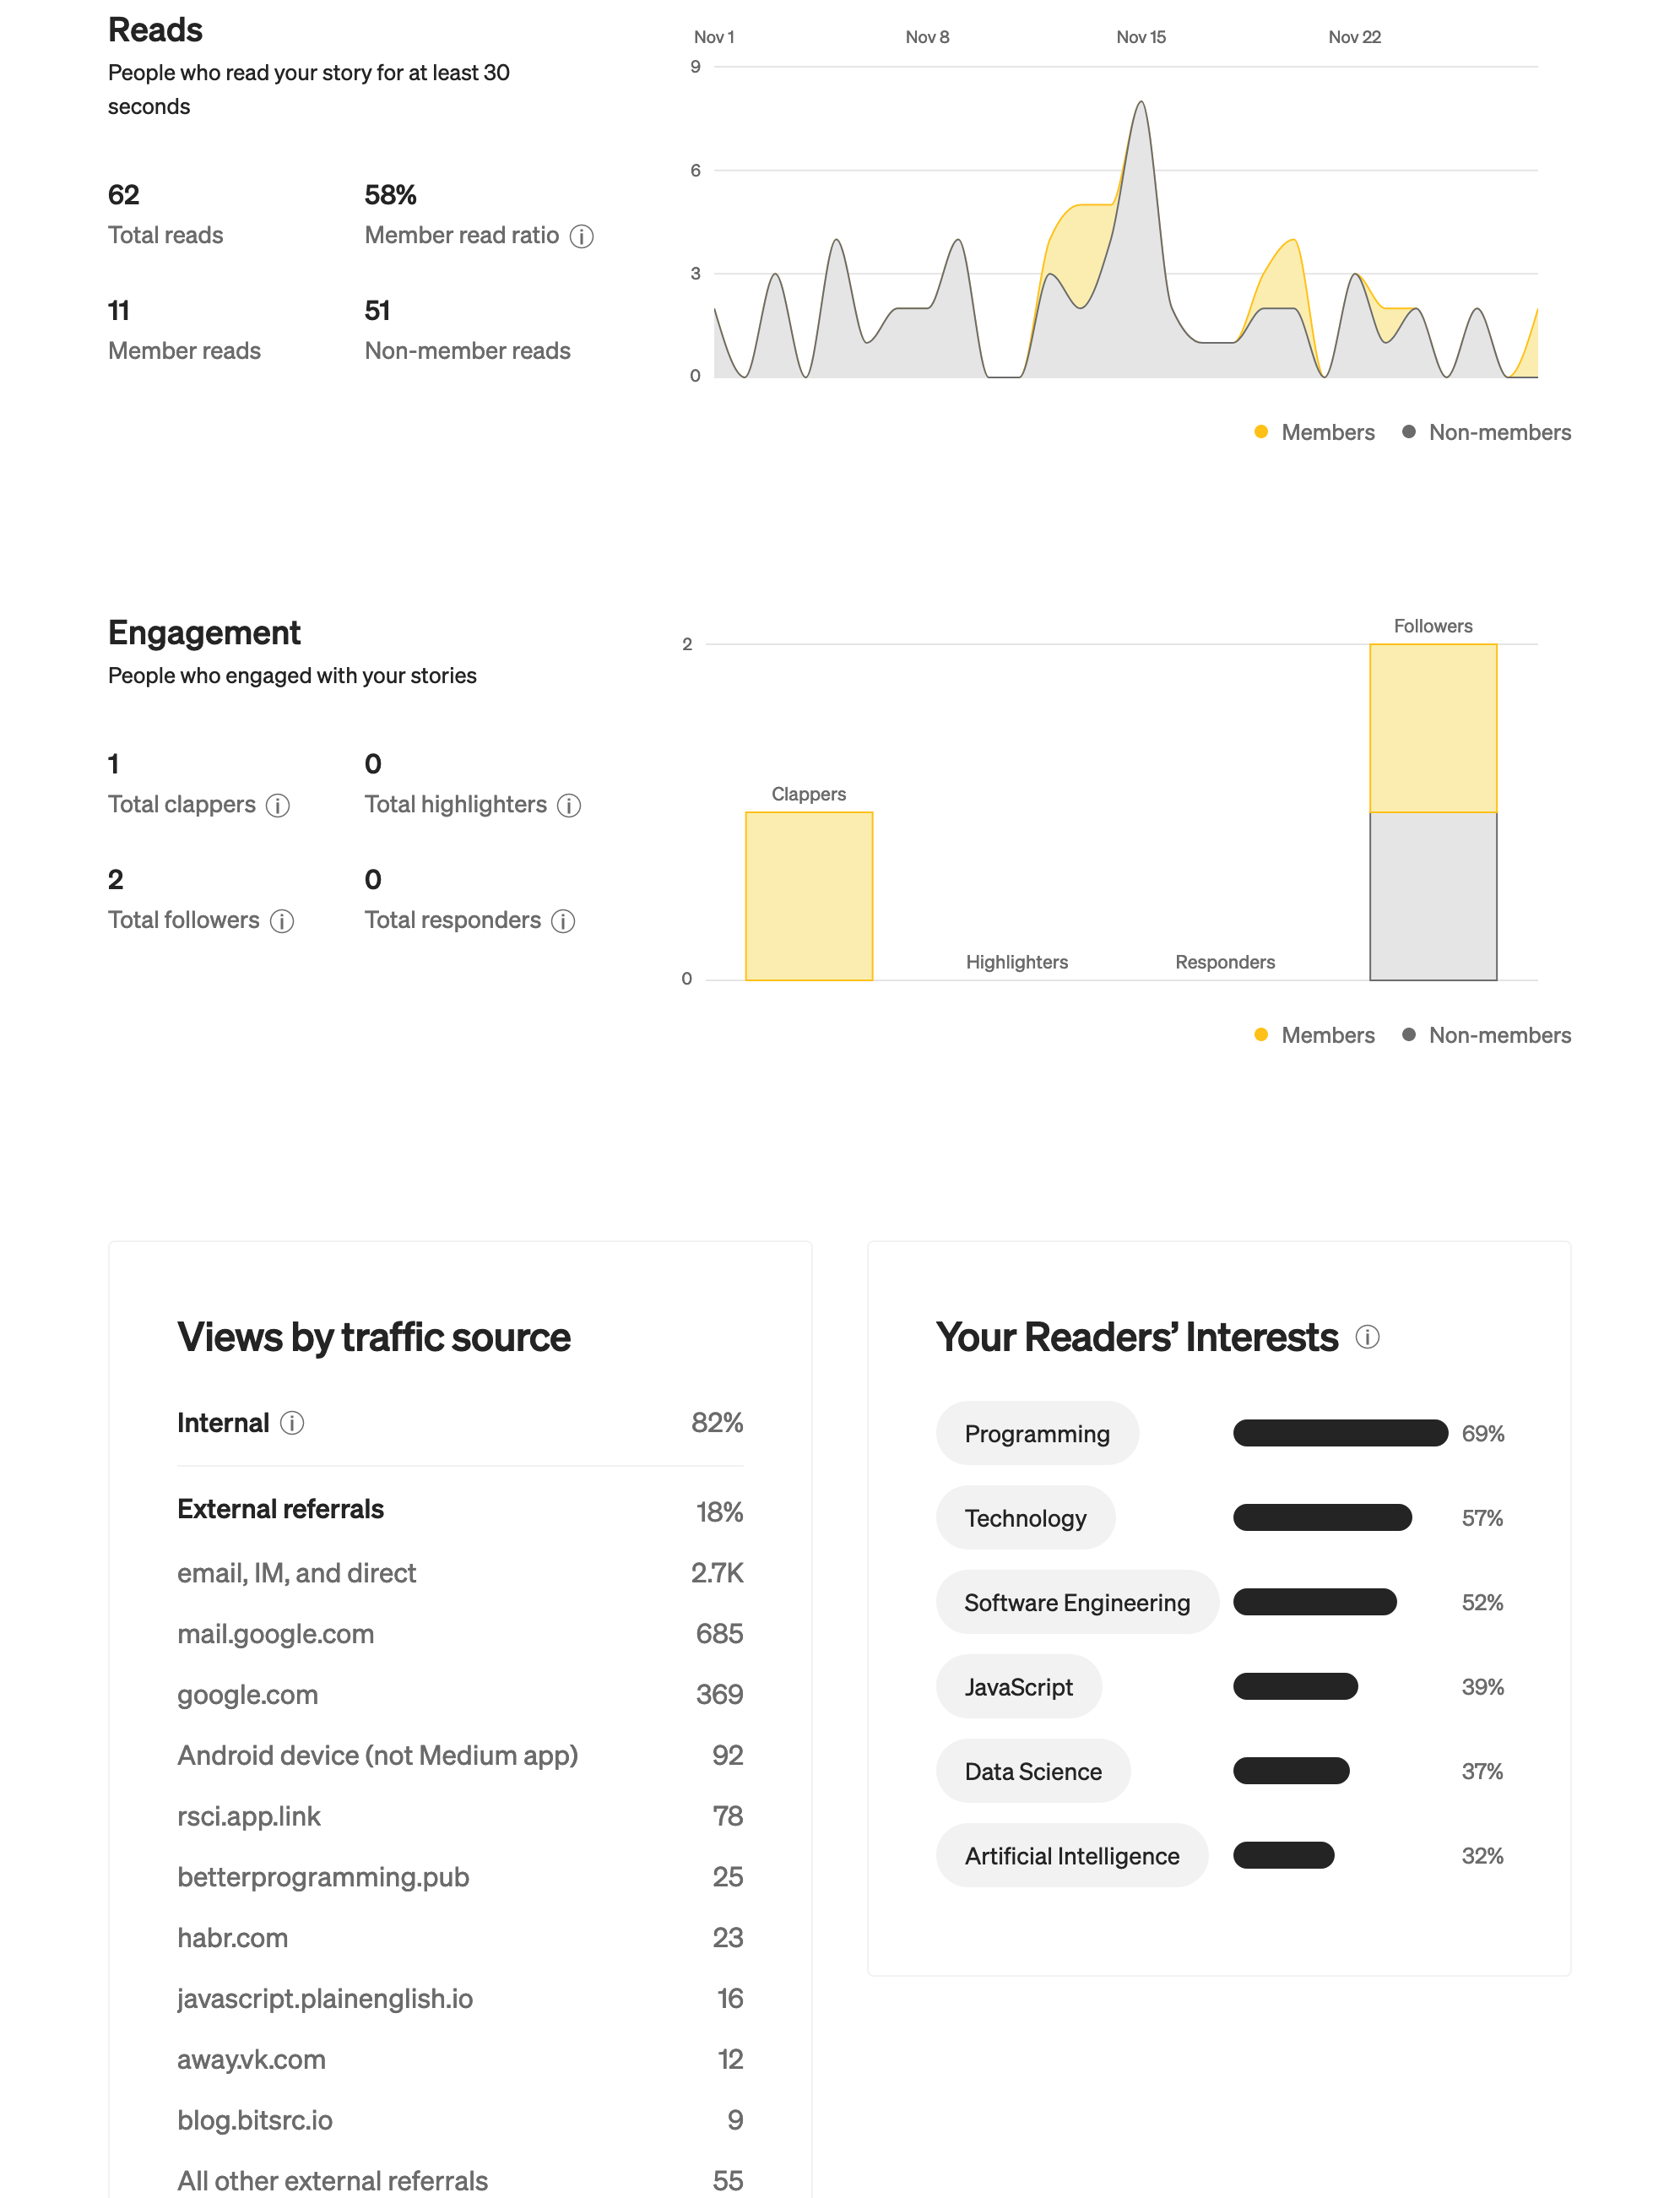 Reads
People who read your story for at least 30
seconds
62
Total reads
58%
Member read ratio
11
Member reads
51
Non-member reads
Nov 1
Nov 8
Nov 15
Nov 22
9
6
3
0
Members
Non-members
Engagement
People who engaged with your stories
1
Total clappers
0
Total highlighters
2
Total followers
0
Total responders
2
0
Clappers
Highlighters
Responders
Followers
Members
Non-members
Views by traffic source
Internal 82%
External referrals 18%
email, IM, and direct 2.7K
mail.google.com 685
google.com 369
Android device (not Medium app) 92
rsci.app.link 78
betterprogramming.pub 25
habr.com 23
javascript.plainenglish.io 16
away.vk.com 12
blog.bitsrc.io 9
All other external referrals 55
Your Readers’ Interests
Programming 69%
Technology 57%
Software Engineering 52%
JavaScript 39%
Data Science 37%
Artificial Intelligence 32%